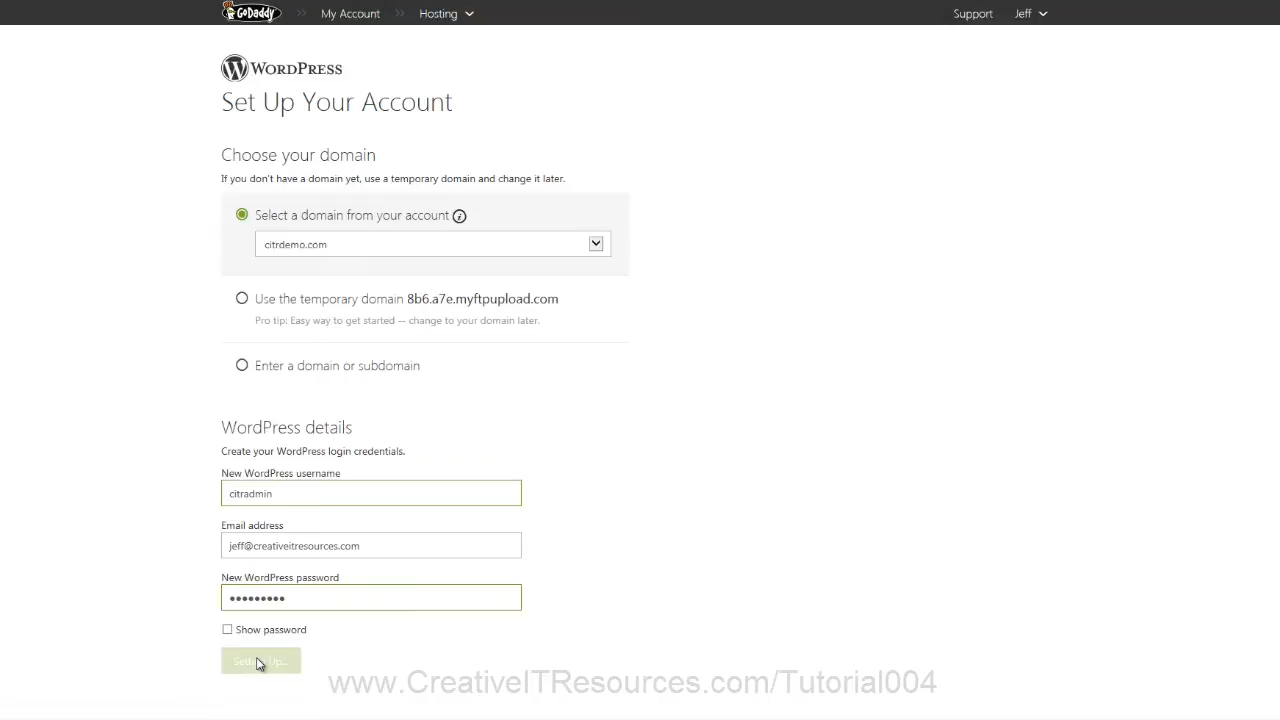 GoDaddy >> My Account >> Hosting Support Jeff
WORDPRESS
Set Up Your Account
Choose your domain
If you don't have a domain yet, use a temporary domain and change it later.
Select a domain from your account i
citrdemo.com
Use the temporary domain 8b6.a7e.myftpupload.com
Pro tip: Easy way to get started — change to your domain later.
Enter a domain or subdomain
WordPress details
Create your WordPress login credentials.
New WordPress username
citradmin
Email address
jeff@creativeitresources.com
New WordPress password
•••••••••
Show password
www.CreativeITResources.com/Tutorial004